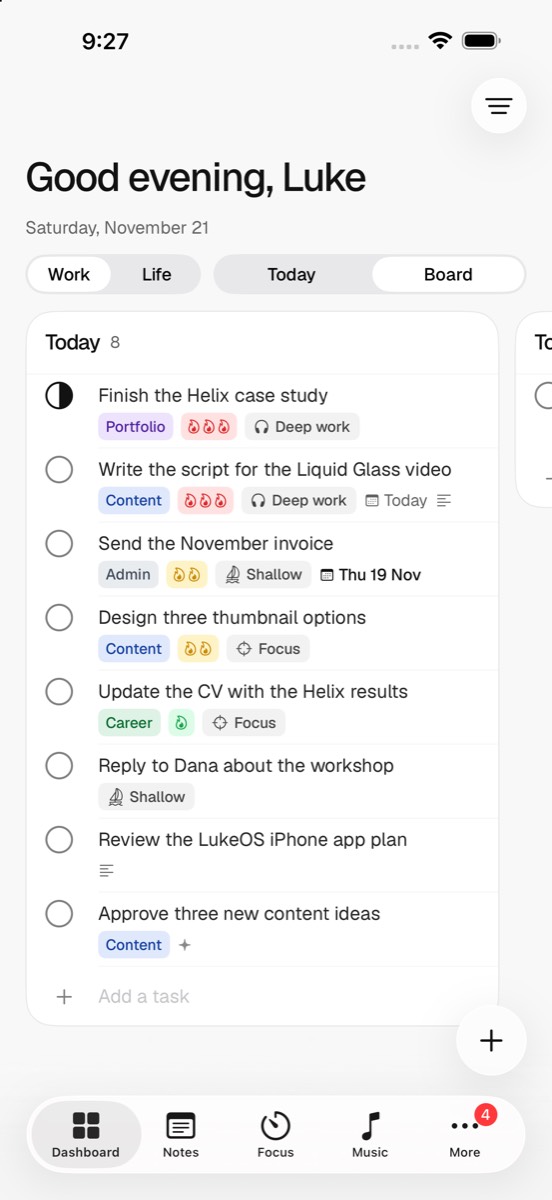 9:27
Good evening, Luke
Saturday, November 21
Work Life Today Board
Today 8
To
Finish the Helix case study
Portfolio Deep work
Write the script for the Liquid Glass video
Content Deep work Today
Send the November invoice
Admin Shallow Thu 19 Nov
Design three thumbnail options
Content Focus
Update the CV with the Helix results
Career Focus
Reply to Dana about the workshop
Shallow
Review the LukeOS iPhone app plan
Approve three new content ideas
Content
Add a task
4
Dashboard Notes Focus Music More